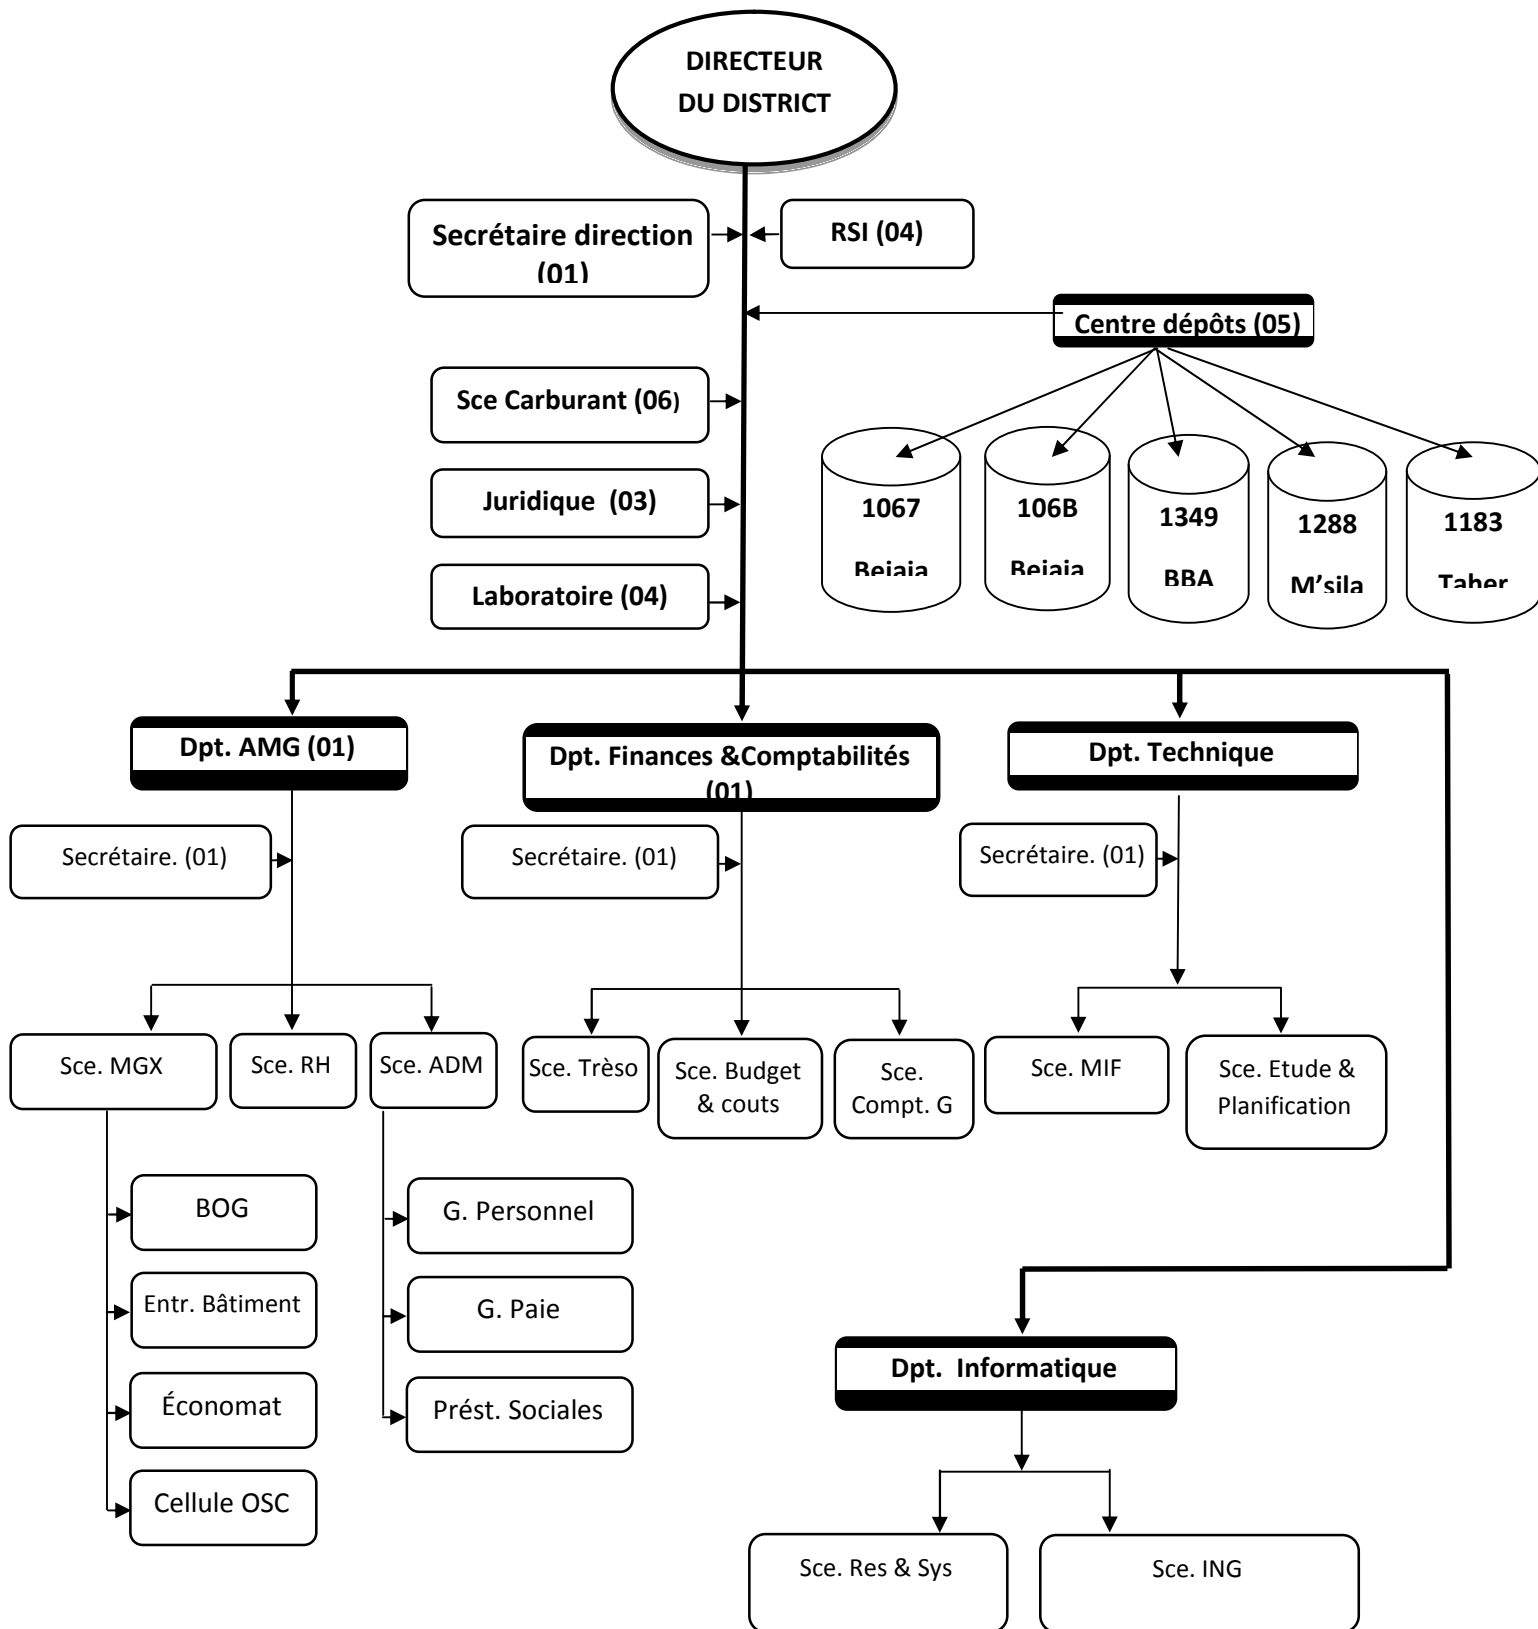 DIRECTEUR
DU DISTRICT
Secrétaire direction
(01)
RSI (04)
Centre dépôts (05)
Sce Carburant (06)
Juridique (03)
Laboratoire (04)
1067
Bejaia
106B
Bejaia
1349
BBA
1288
M'sila
1183
Taher
Dpt. AMG (01)
Dpt. Finances &Comptabilités
(01)
Dpt. Technique
Secrétaire. (01)
Secrétaire. (01)
Secrétaire. (01)
Sce. MGX
Sce. RH
Sce. ADM
Sce. Trèso
Sce. Budget
& couts
Sce.
Compt. G
Sce. MIF
Sce. Etude &
Planification
BOG
Entr. Bâtiment
Économat
Cellule OSC
G. Personnel
G. Paie
Prést. Sociales
Dpt. Informatique
Sce. Res & Sys
Sce. ING